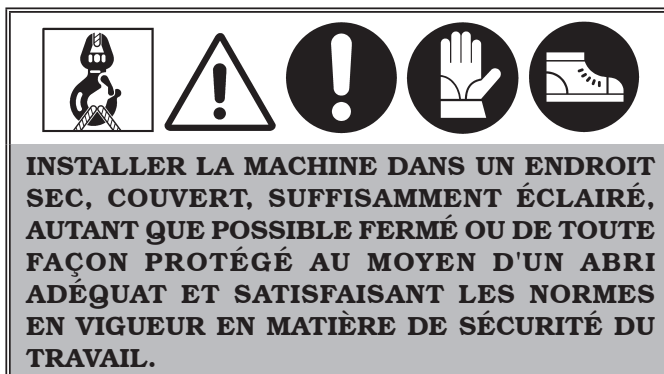 INSTALLER LA MACHINE DANS UN ENDROIT
SEC, COUVERT, SUFFISAMMENT ÉCLAIRÉ,
AUTANT QUE POSSIBLE FERMÉ OU DE TOUTE
FAÇON PROTÉGÉ AU MOYEN D'UN ABRI
ADÉQUAT ET SATISFAISANT LES NORMES
EN VIGUEUR EN MATIÈRE DE SÉCURITÉ DU
TRAVAIL.